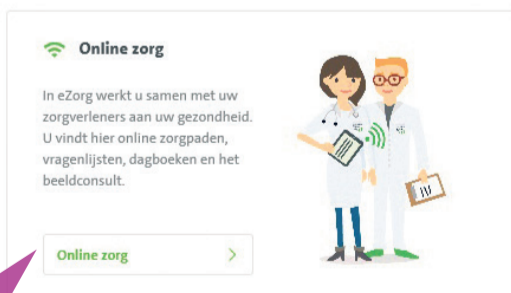 Online zorg
In eZorg werkt u samen met uw
zorgverleners aan uw gezondheid.
U vindt hier online zorgpaden,
vragenlijsten, dagboeken en het
beeldconsult.
Online zorg